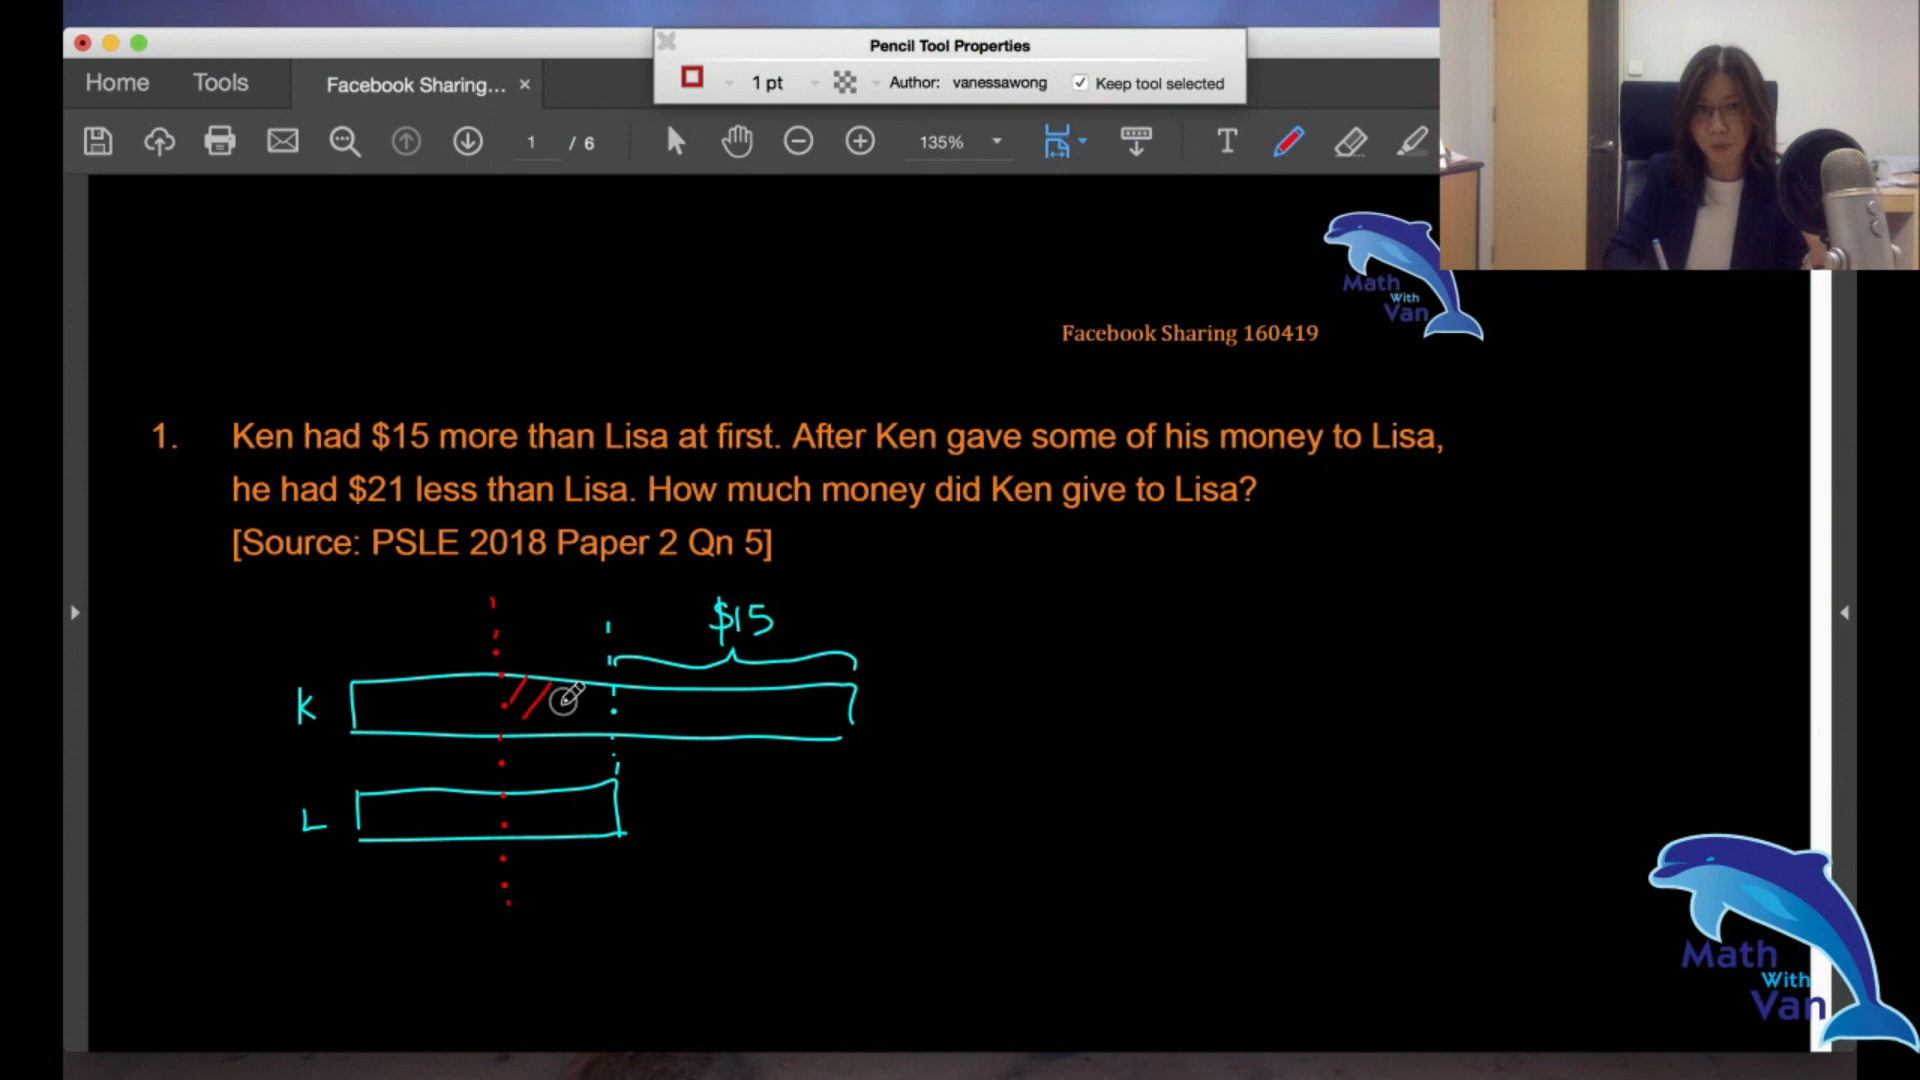 Pencil Tool Properties
1 pt
Author: vanessawong
Keep tool selected
Home
Tools
Facebook Sharing... ×
1 / 6
135%
Math
With
Van
Facebook Sharing 160419
1. Ken had $15 more than Lisa at first. After Ken gave some of his money to Lisa,
he had $21 less than Lisa. How much money did Ken give to Lisa?
[Source: PSLE 2018 Paper 2 Qn 5]
$15
K
L
Math
With
Van